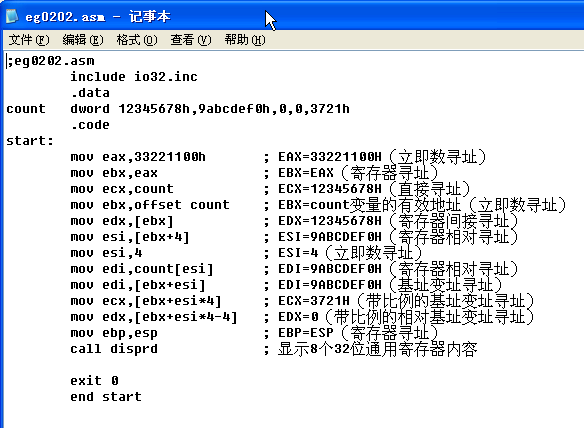 eg0202.asm - 记事本
文件(F) 编辑(E) 格式(O) 查看(V) 帮助(H)
;eg0202.asm
        include io32.inc
        .data
count   dword 12345678h,9abcdef0h,0,0,3721h
        .code
start:
        mov eax,33221100h       ; EAX=33221100H（立即数寻址）
        mov ebx,eax             ; EBX=EAX（寄存器寻址）
        mov ecx,count           ; ECX=12345678H（直接寻址）
        mov ebx,offset count    ; EBX=count变量的有效地址（立即数寻址）
        mov edx,[ebx]           ; EDX=12345678H（寄存器间接寻址）
        mov esi,[ebx+4]         ; ESI=9ABCDEF0H（寄存器相对寻址）
        mov esi,4               ; ESI=4（立即数寻址）
        mov edi,count[esi]      ; EDI=9ABCDEF0H（寄存器相对寻址）
        mov edi,[ebx+esi]       ; EDI=9ABCDEF0H（基址变址寻址）
        mov ecx,[ebx+esi*4]     ; ECX=3721H（带比例的基址变址寻址）
        mov edx,[ebx+esi*4-4]   ; EDX=0（带比例的相对基址变址寻址）
        mov ebp,esp             ; EBP=ESP（寄存器寻址）
        call disprd             ; 显示8个32位通用寄存器内容
        exit 0
        end start